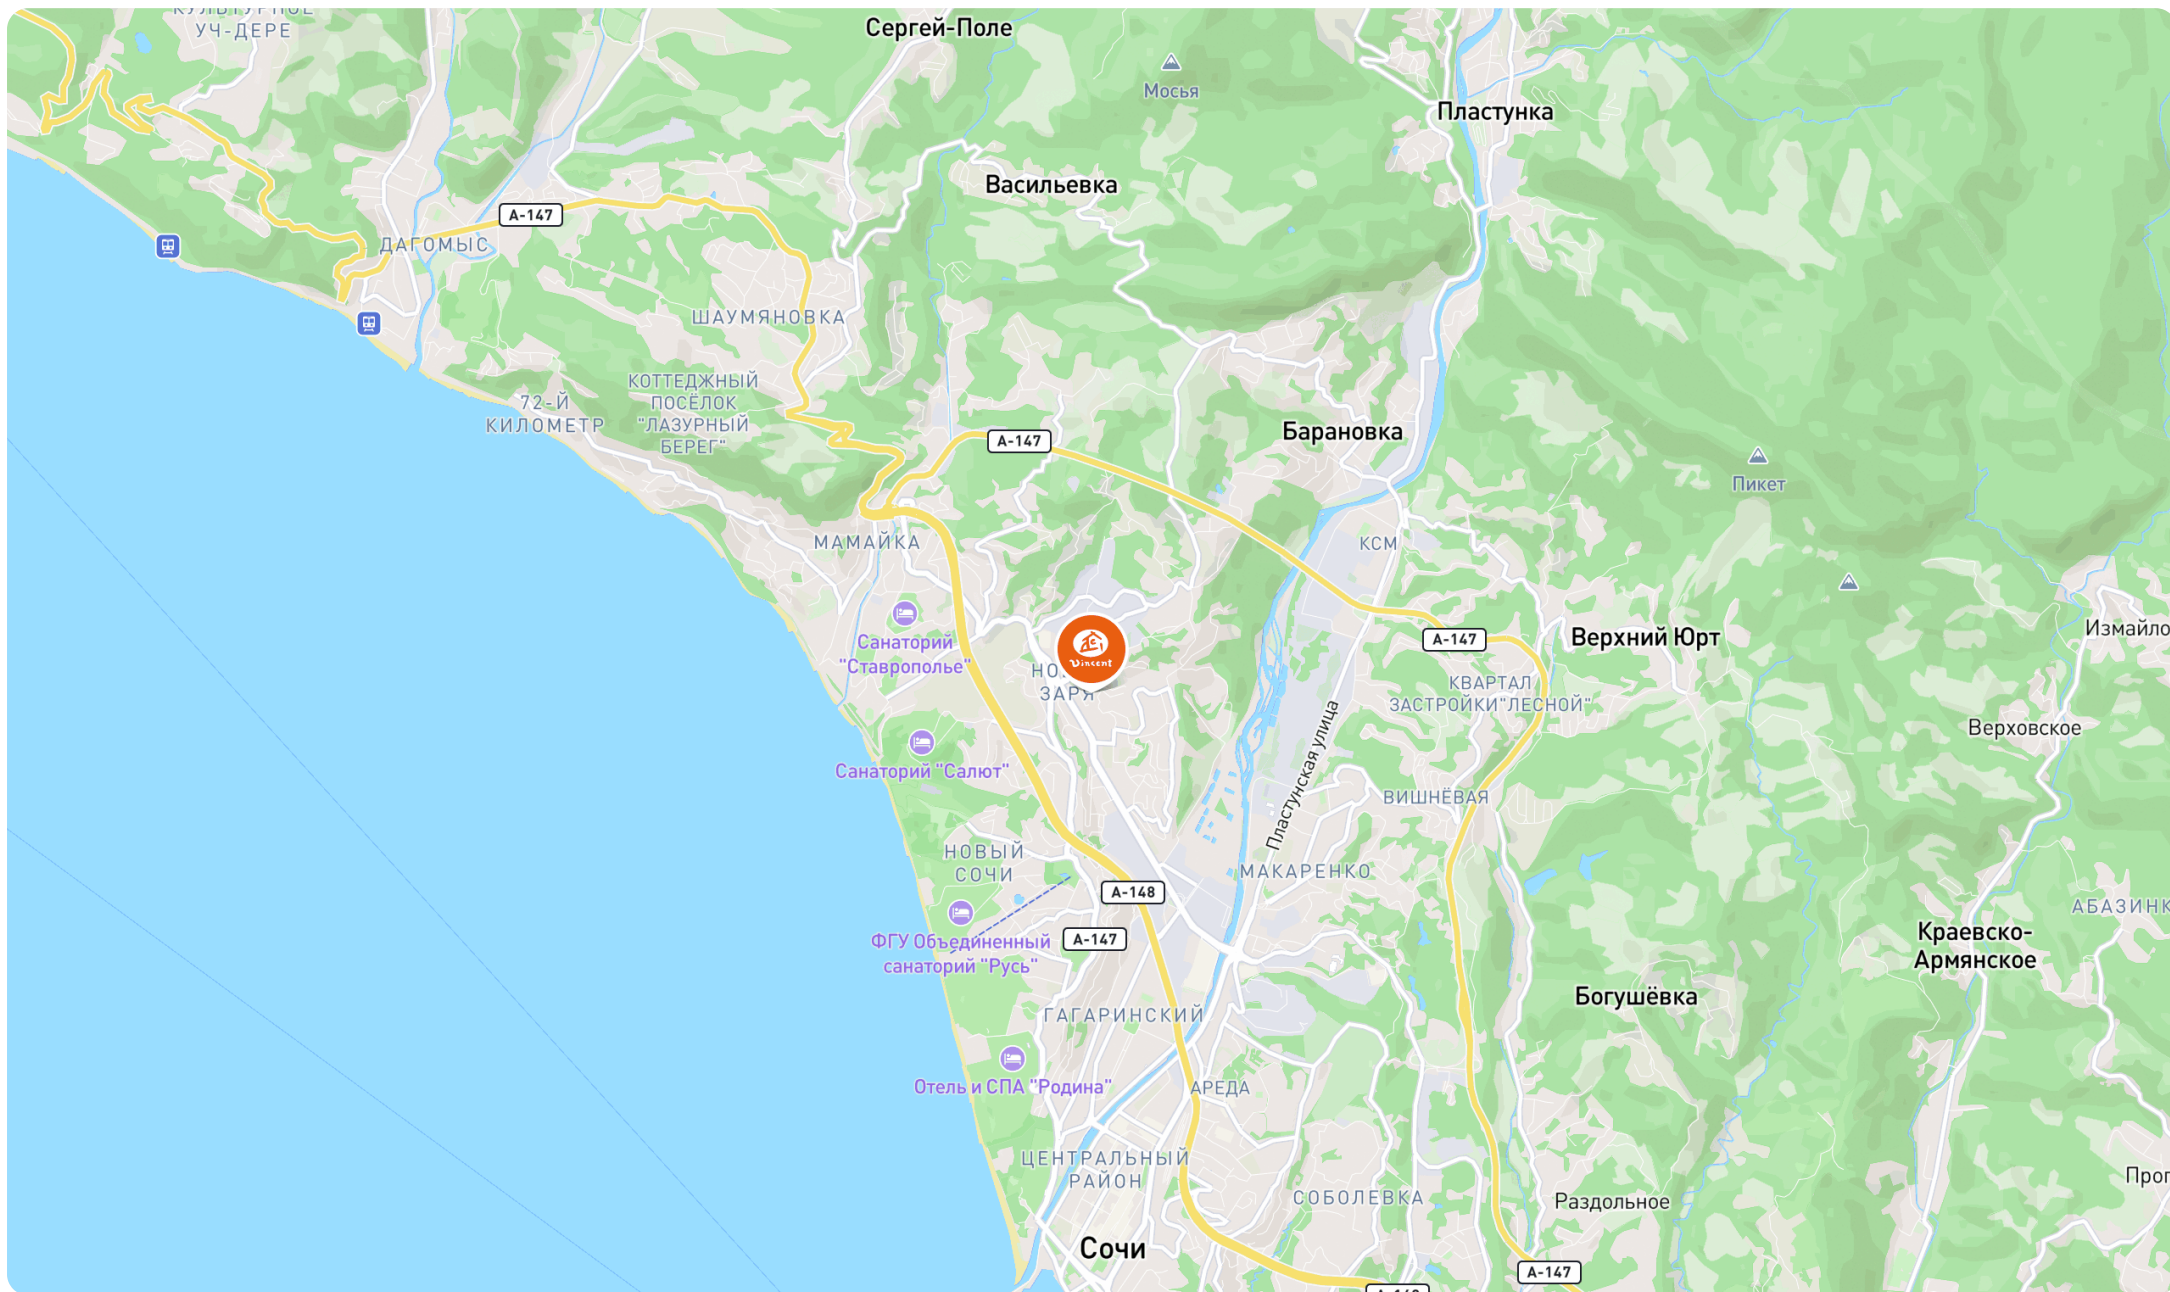 КУЛЬТУРНОЕ
УЧ-ДЕРЕ
Сергей-Поле
Мосья
Пластунка
Васильевка
А-147
ДАГОМЫС
ШАУМЯНОВКА
КОТТЕДЖНЫЙ
ПОСЁЛОК
"ЛАЗУРНЫЙ
БЕРЕГ"
72-Й
КИЛОМЕТР
А-147
Барановка
Пикет
МАМАЙКА
КСМ
Санаторий
"Ставрополье"
Vincent
ЗАРЯ
А-147
Верхний Юрт
Измайло
КВАРТАЛ
ЗАСТРОЙКИ"ЛЕСНОЙ"
Верховское
Санаторий "Салют"
Пластунская улица
ВИШНЁВАЯ
НОВЫЙ
СОЧИ
МАКАРЕНКО
А-148
АБАЗИНК
А-147
ФГУ Объединенный
санаторий "Русь"
Краевско-
Армянское
Богушёвка
ГАГАРИНСКИЙ
Отель и СПА "Родина"
АРЕДА
ЦЕНТРАЛЬНЫЙ
РАЙОН
СОБОЛЕВКА
Раздольное
Прог
Сочи
А-147